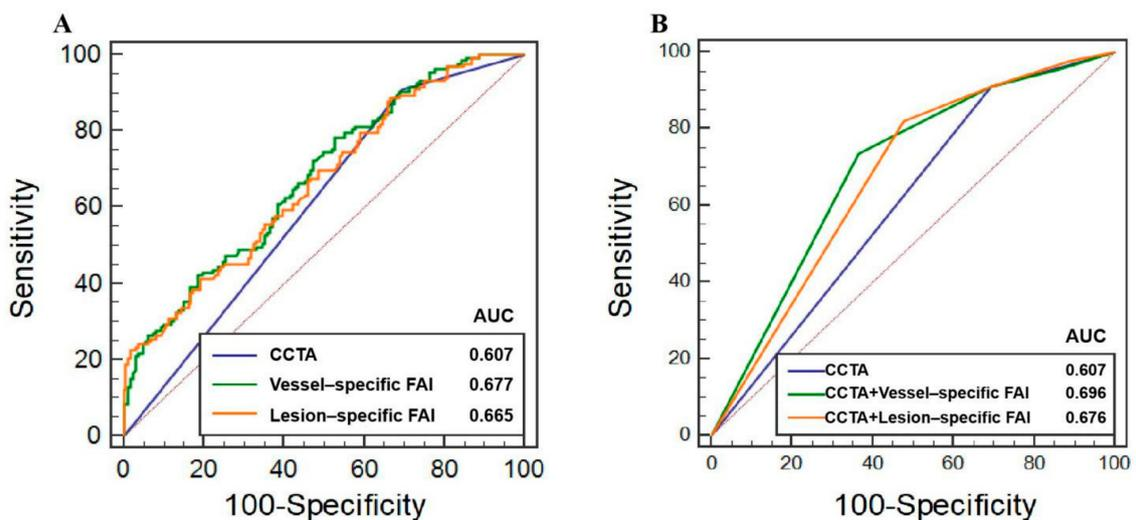 A
100
80
60
40
20
0
Sensitivity
0 20 40 60 80 100
100-Specificity
AUC
CCTA 0.607
Vessel–specific FAI 0.677
Lesion–specific FAI 0.665
B
100
80
60
40
20
0
Sensitivity
0 20 40 60 80 100
100-Specificity
AUC
CCTA 0.607
CCTA+Vessel–specific FAI 0.696
CCTA+Lesion–specific FAI 0.676